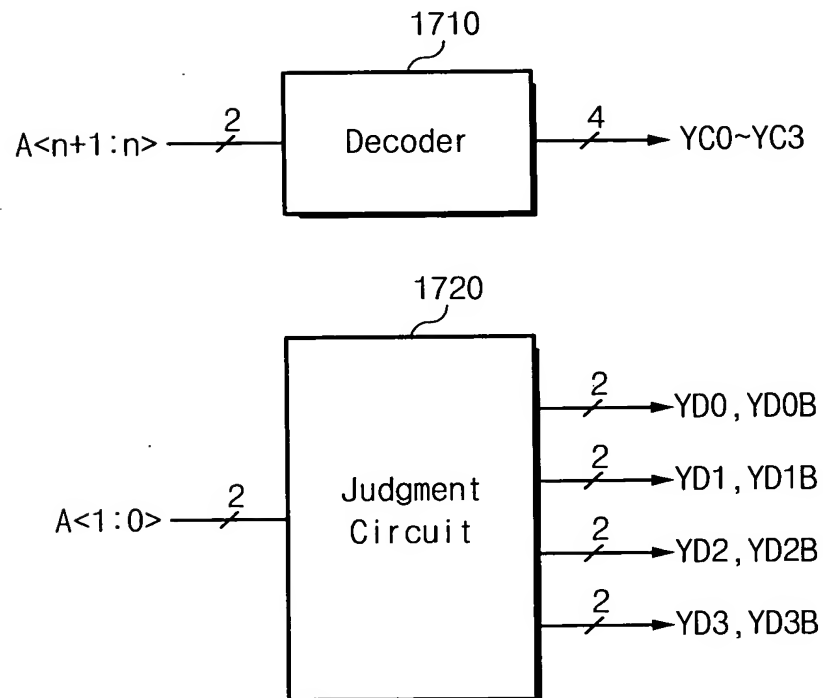 1710
A<n+1:n>
2
Decoder
4
YC0~YC3
1720
A<1:0>
2
Judgment
Circuit
2
YD0,YD0B
2
YD1,YD1B
2
YD2,YD2B
2
YD3,YD3B